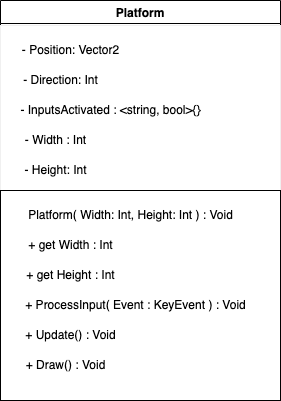 Platform
- Position: Vector2
- Direction: Int
- InputsActivated : <string, bool>{}
- Width : Int
- Height: Int
Platform( Width: Int, Height: Int ) : Void
+ get Width : Int
+ get Height : Int
+ ProcessInput( Event : KeyEvent ) : Void
+ Update() : Void
+ Draw() : Void